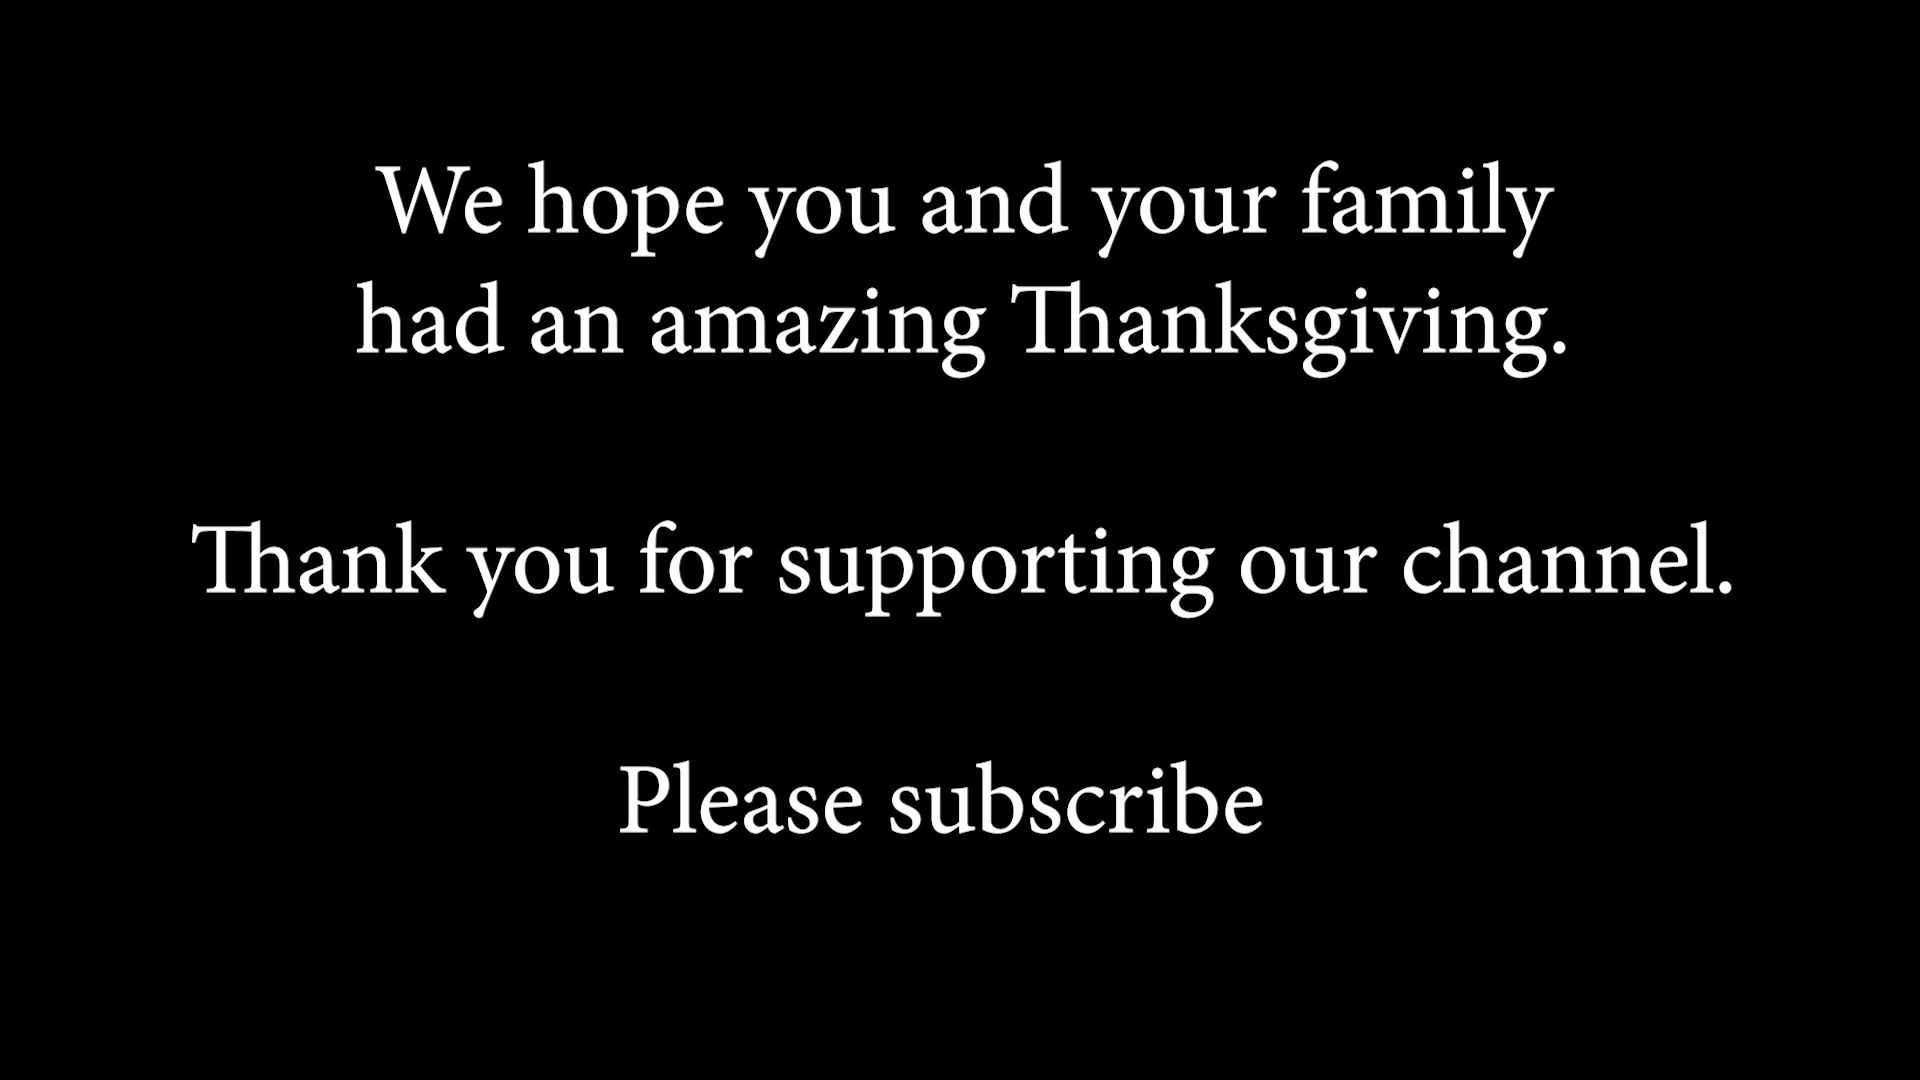 We hope you and your family
had an amazing Thanksgiving.
Thank you for supporting our channel.
Please subscribe